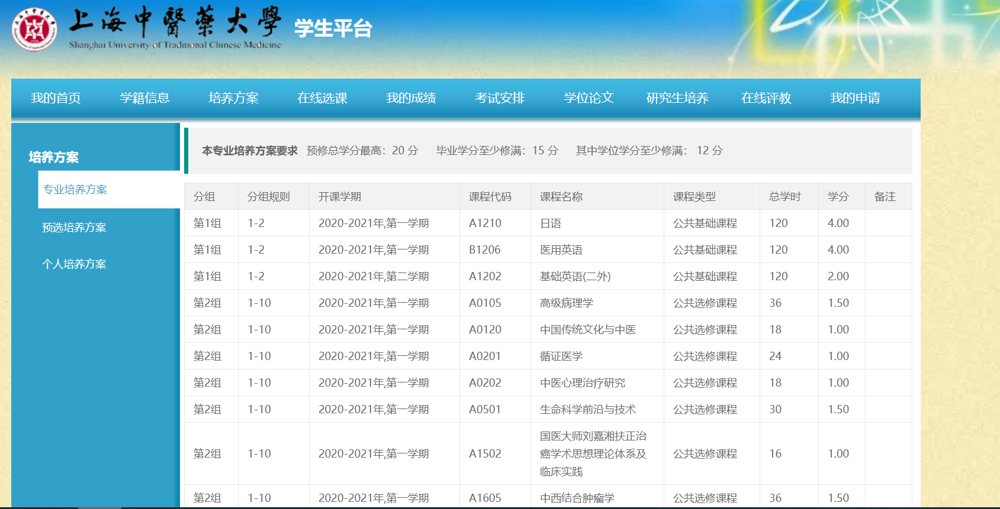 上海中醫藥大學
Shanghai University of Traditional Chinese Medicine
学生平台
我的首页 学籍信息 培养方案 在线选课 我的成绩 考试安排 学位论文 研究生培养 在线评教 我的申请
培养方案
专业培养方案
预选培养方案
个人培养方案
本专业培养方案要求 预修总学分最高：20 分 毕业学分至少修满：15 分 其中学位学分至少修满： 12 分
分组 分组规则 开课学期 课程代码 课程名称 课程类型 总学时 学分 备注
第1组 1-2 2020-2021年,第一学期 A1210 日语 公共基础课程 120 4.00
第1组 1-2 2020-2021年,第一学期 B1206 医用英语 公共基础课程 120 4.00
第1组 1-2 2020-2021年,第二学期 A1202 基础英语(二外) 公共基础课程 120 2.00
第2组 1-10 2020-2021年,第一学期 A0105 高级病理学 公共选修课程 36 1.50
第2组 1-10 2020-2021年,第一学期 A0120 中国传统文化与中医 公共选修课程 18 1.00
第2组 1-10 2020-2021年,第一学期 A0201 循证医学 公共选修课程 24 1.00
第2组 1-10 2020-2021年,第一学期 A0202 中医心理治疗研究 公共选修课程 18 1.00
第2组 1-10 2020-2021年,第一学期 A0501 生命科学前沿与技术 公共选修课程 30 1.50
第2组 1-10 2020-2021年,第一学期 A1502 国医大师刘嘉湘扶正治
癌学术思想理论体系及
临床实践 公共选修课程 16 1.00
第2组 1-10 2020-2021年,第一学期 A1605 中西结合肿瘤学 公共选修课程 36 1.50